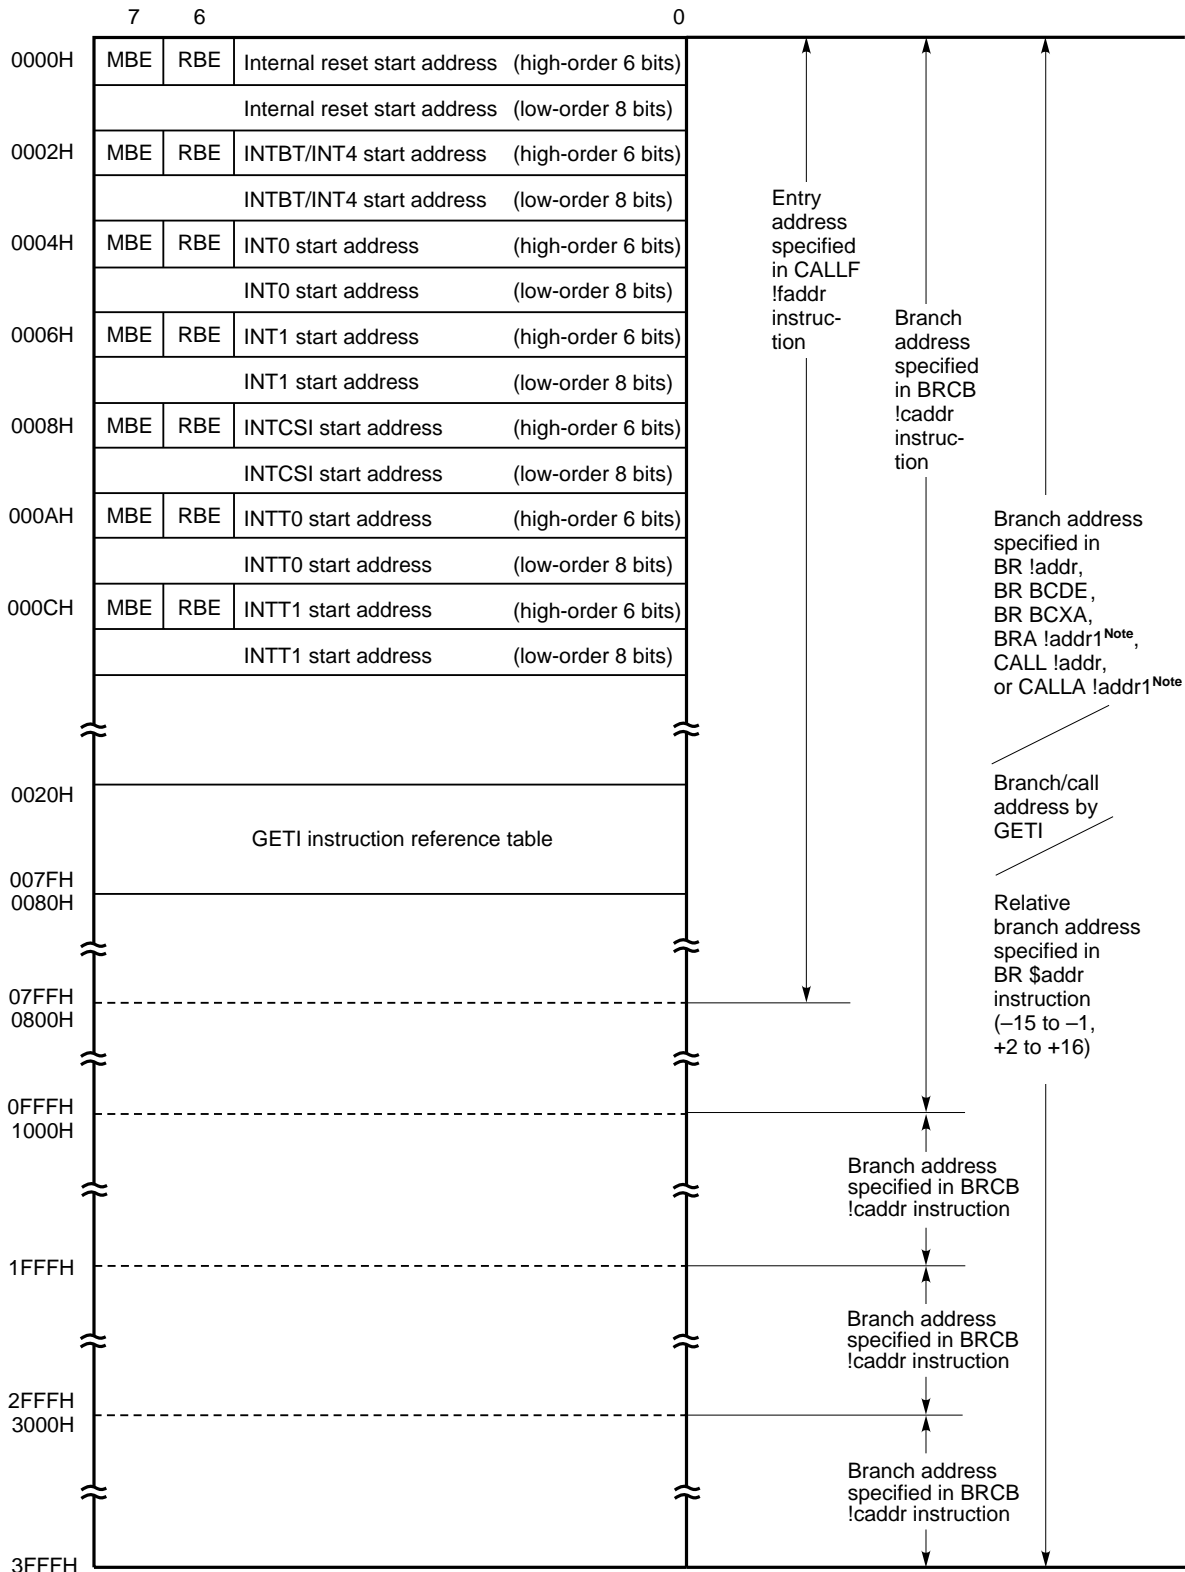 7 6 0
0000H MBE RBE Internal reset start address (high-order 6 bits)
Internal reset start address (low-order 8 bits)
0002H MBE RBE INTBT/INT4 start address (high-order 6 bits)
INTBT/INT4 start address (low-order 8 bits)
0004H MBE RBE INT0 start address (high-order 6 bits)
INT0 start address (low-order 8 bits)
0006H MBE RBE INT1 start address (high-order 6 bits)
INT1 start address (low-order 8 bits)
0008H MBE RBE INTCSI start address (high-order 6 bits)
INTCSI start address (low-order 8 bits)
000AH MBE RBE INTT0 start address (high-order 6 bits)
INTT0 start address (low-order 8 bits)
000CH MBE RBE INTT1 start address (high-order 6 bits)
INTT1 start address (low-order 8 bits)
0020H
GETI instruction reference table
007FH
0080H
07FFH
0800H
0FFFH
1000H
1FFFH
2FFFH
3000H
3FFFH
Entry
address
specified
in CALLF
!faddr
instruc-
tion
Branch
address
specified
in BRCB
!caddr
instruc-
tion
Branch address
specified in BRCB
!caddr instruction
Branch address
specified in BRCB
!caddr instruction
Branch address
specified in BRCB
!caddr instruction
Branch address
specified in
BR !addr,
BR BCDE,
BR BCXA,
BRA !addr1Note,
CALL !addr,
or CALLA !addr1Note
Branch/call
address by
GETI
Relative
branch address
specified in
BR $addr
instruction
(–15 to –1,
+2 to +16)